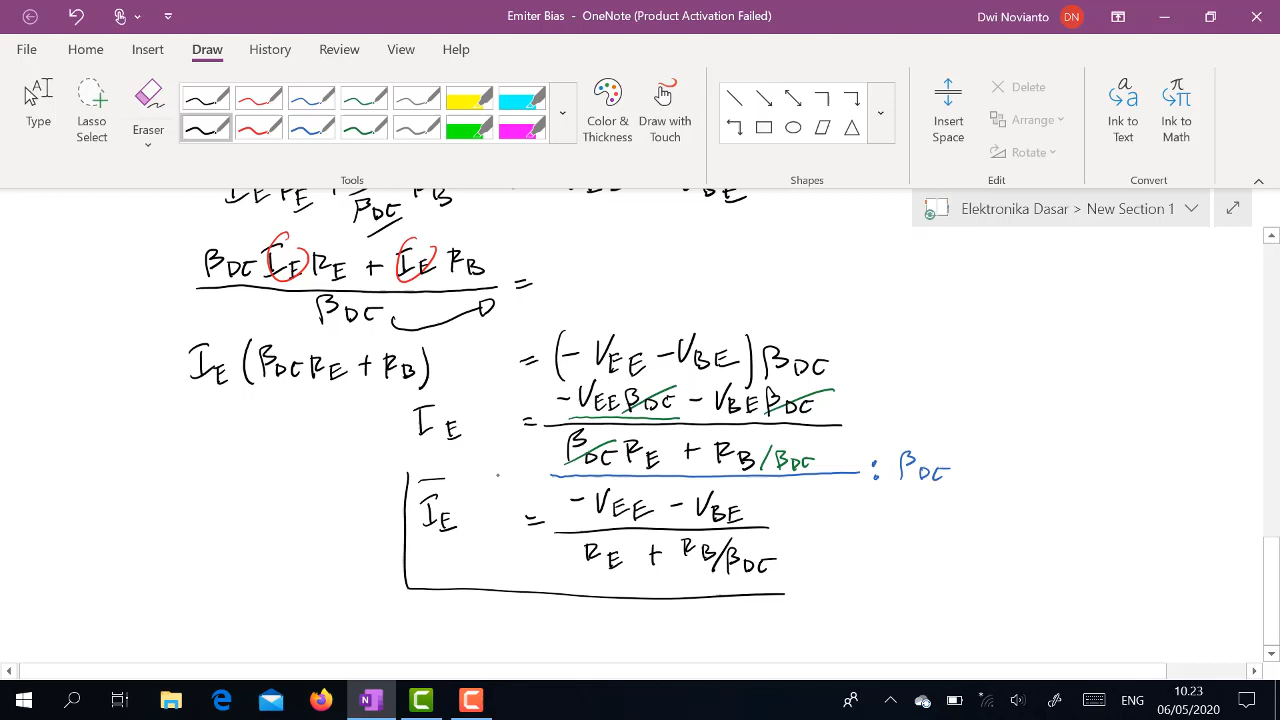 Emiter Bias - OneNote (Product Activation Failed)
Dwi Novianto DN
File Home Insert Draw History Review View Help
Type
Lasso Select
Eraser
Color & Thickness
Draw with Touch
Insert Space
Delete
Arrange
Rotate
Ink to Text
Ink to Math
Tools
Shapes
Edit
Convert
Elektronika Dasar > New Section 1
βDC
βDC IE RE + IE RB
βDC
=
IE (βDC RE + RB) = (- VEE - VBE) βDC
IE = - VEE βDC - VBE βDC
βDC RE + RB /βDC : βDC
IE = - VEE - VBE
RE + RB/βDC
ENG
10.23
06/05/2020